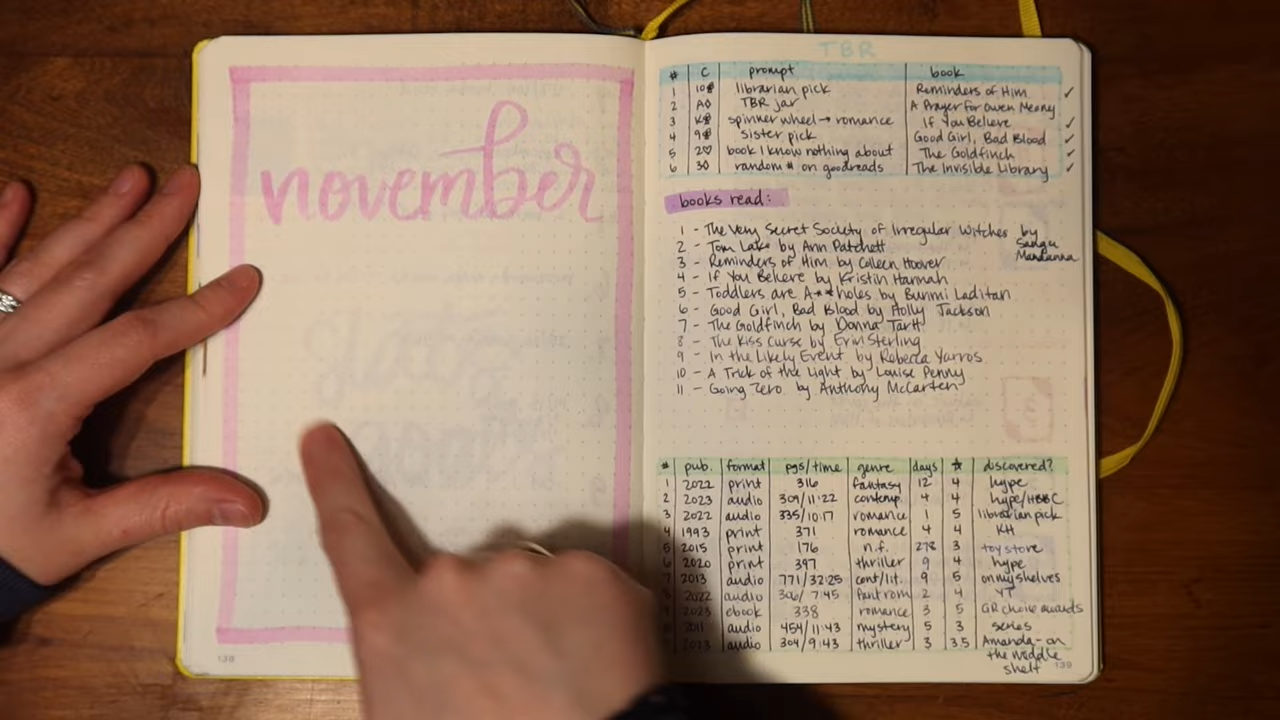 november
138
TBR
# C prompt book
1 10 librarian pick Reminders of Him ✓
2 A◊ TBR jar A Prayer for Owen Meany
3 K spinner wheel → romance If You Believe ✓
4 9 sister pick Good Girl, Bad Blood ✓
5 2♡ book I know nothing about The Goldfinch ✓
6 3◊ random # on goodreads The Invisible Library ✓
books read:
1 - The Very Secret Society of Irregular Witches by Sangu Mandanna
2 - Tom Lake by Ann Patchett
3 - Reminders of Him by Colleen Hoover
4 - If You Believe by Kristin Hannah
5 - Toddlers are A**holes by Bunmi Laditan
6 - Good Girl, Bad Blood by Holly Jackson
7 - The Goldfinch by Donna Tartt
8 - The Kiss Curse by Erin Sterling
9 - In the Likely Event by Rebecca Yarros
10 - A Trick of the Light by Louise Penny
11 - Going Zero by Anthony McCarten
# pub. format pgs/time genre days ★ discovered?
1 2022 print 316 fantasy 12 4 hype
2 2023 audio 309/11:22 contemp. 4 4 hype/
3 2022 audio 335/10:17 romance 1 5 librarian pick
4 1993 print 371 romance 4 4 KH
5 2015 print 176 n.f. 278 3 toy store
6 2020 print 397 thriller 9 4 hype
7 2013 audio 771/32:25 cont/lit. 9 5 on my shelves
2022 audio 7:45 fant rom 2 4 YT
2023 ebook 338 romance 3 5 GR choice awards
2011 audio 454/11:43 mystery 5 3 series
2023 audio 304/9:43 thriller 3 3.5 Amanda - on
the middle
shelf
139